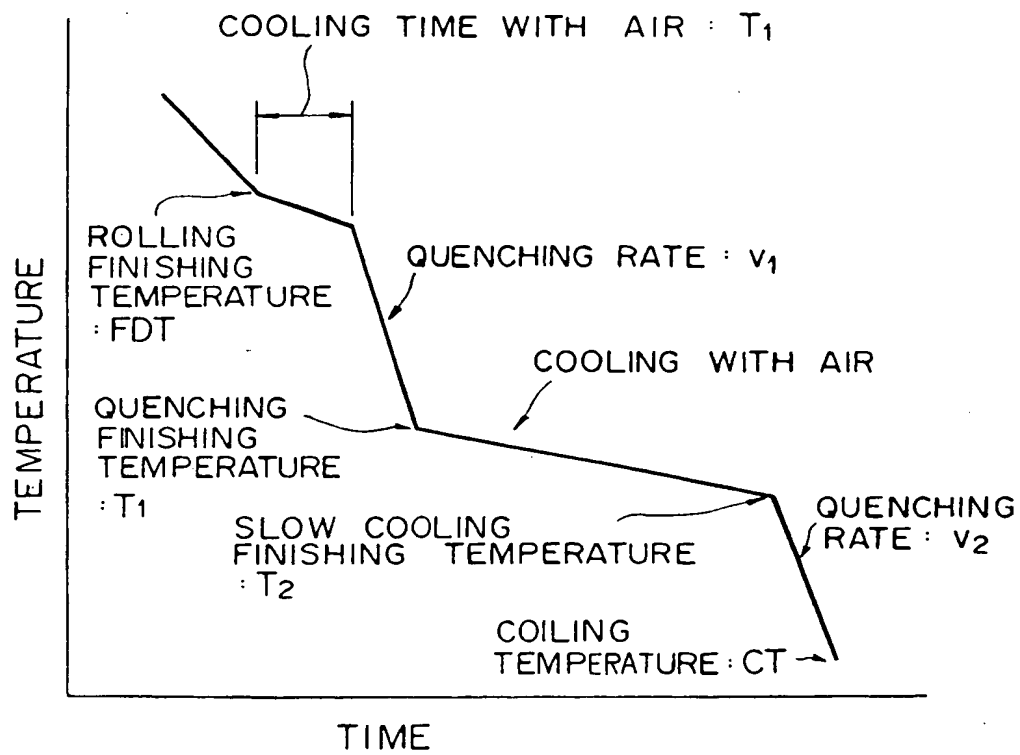 COOLING TIME WITH AIR : T1
ROLLING
FINISHING
TEMPERATURE
: FDT
QUENCHING RATE : v1
COOLING WITH AIR
QUENCHING
FINISHING
TEMPERATURE
: T1
SLOW COOLING
FINISHING TEMPERATURE
: T2
QUENCHING
RATE : v2
COILING
TEMPERATURE : CT
TEMPERATURE
TIME